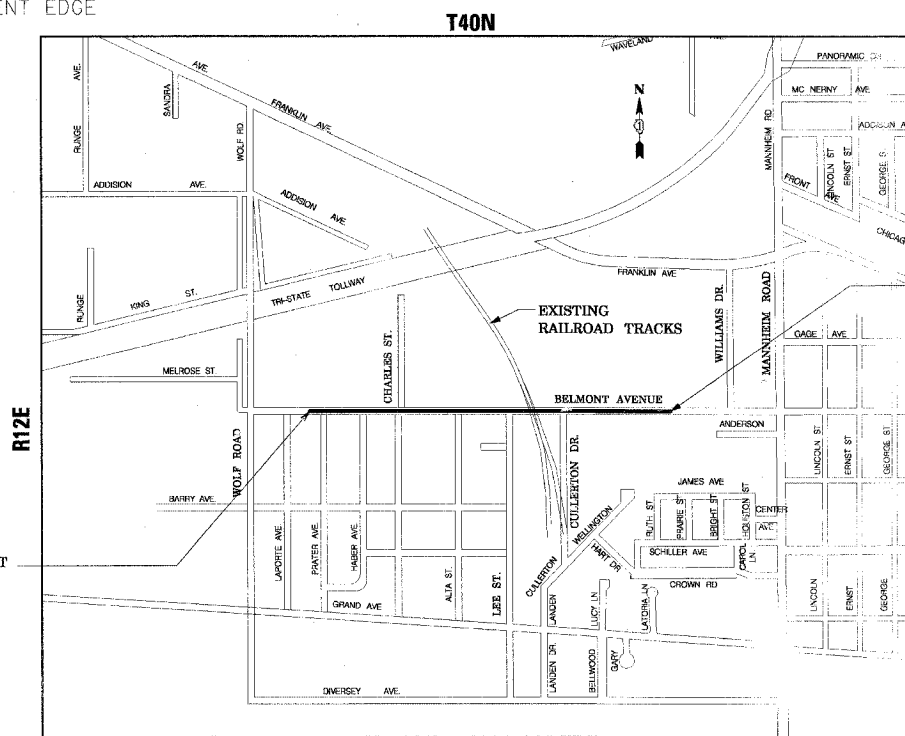 ENT EDGE
T40N
WAVELAND
AVE.
PANORAMIC DR
RUNGE AVE.
SANDRA
AVE.
FRANKLIN AVE.
N
MC NERNY AVE
WOLF RD
MANNHEIM RD
ADDISON A
LINCOLN ST
ERNST ST
GEORGE S
ADDISION AVE.
ADDISION AVE
FRONT AVE
CHICAG
FRANKLIN AVE
RUNGE
KING ST.
TRI-STATE TOLLWAY
EXISTING
RAILROAD TRACKS
WILLIAMS DR.
MANNHEIM ROAD
CHARLES ST.
GAGE AVE
MELROSE ST.
BELMONT AVENUE
R12E
ANDERSON
WOLF ROAD
CULLERTON DR.
LINCOLN ST
ERNST ST
GEORGE ST
JAMES AVE
BARRY AVE.
RUTH ST
PRAIRIE ST
BRIGHT ST
HOUSTON ST
CENTER
AVE
WELLINGTON
LAPORTE AVE
PRATER AVE
HABER AVE.
SCHILLER AVE
CAROL LN
T
HART DR
CULLERTON
CROWN RD
ALTA ST.
LEE ST.
LANDEN
LUCY LN
LATORIA LN
LINCOLN
ERNST
GEORGE
GRAND AVE
LANDEN DR.
BELLWOOD
GARY
DIVERSEY AVE.